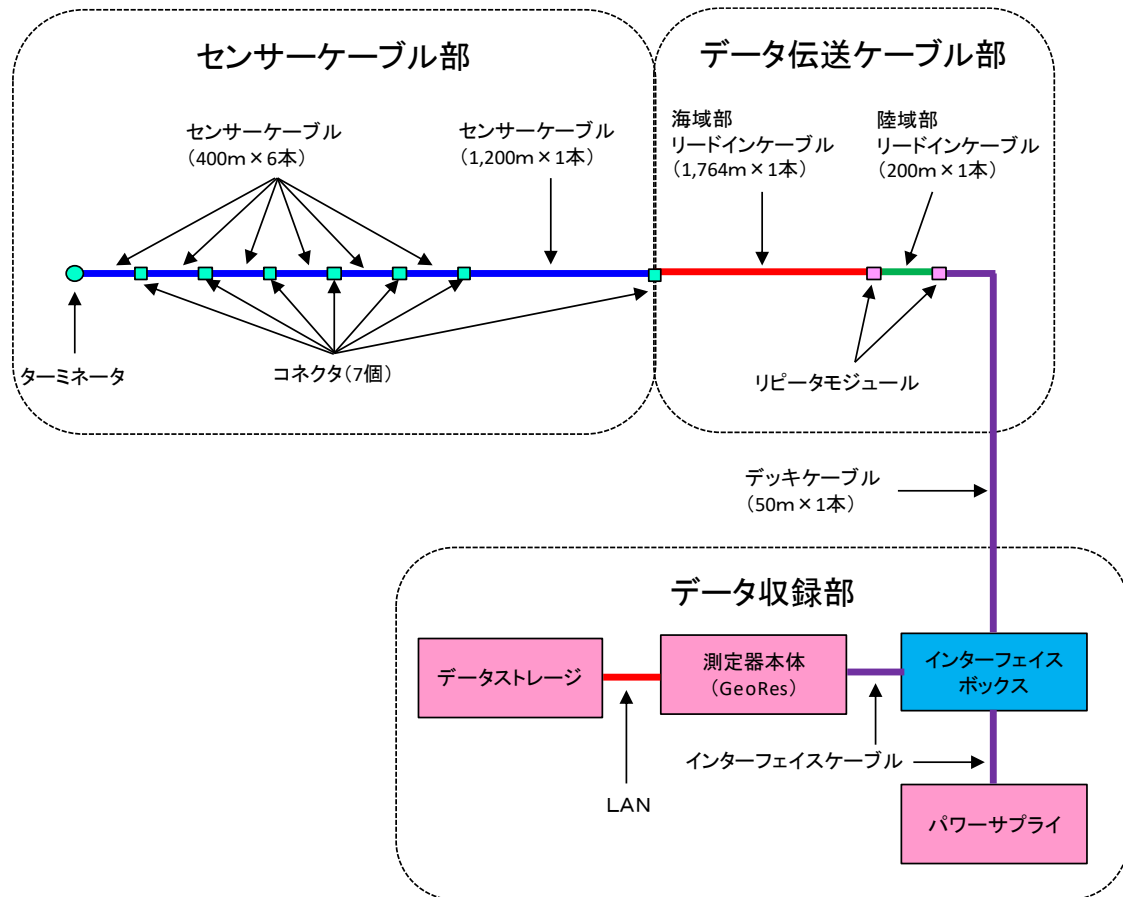 センサーケーブル部
データ伝送ケーブル部
センサーケーブル
（400ｍ×6本）
センサーケーブル
（1,200ｍ×1本）
海域部
リードインケーブル
（1,764ｍ×1本）
陸域部
リードインケーブル
（200ｍ×1本）
ターミネータ
コネクタ（7個）
リピータモジュール
デッキケーブル
（50ｍ×1本）
データ収録部
データストレージ
測定器本体
（GeoRes）
インターフェイス
ボックス
インターフェイスケーブル
ＬＡＮ
パワーサプライ